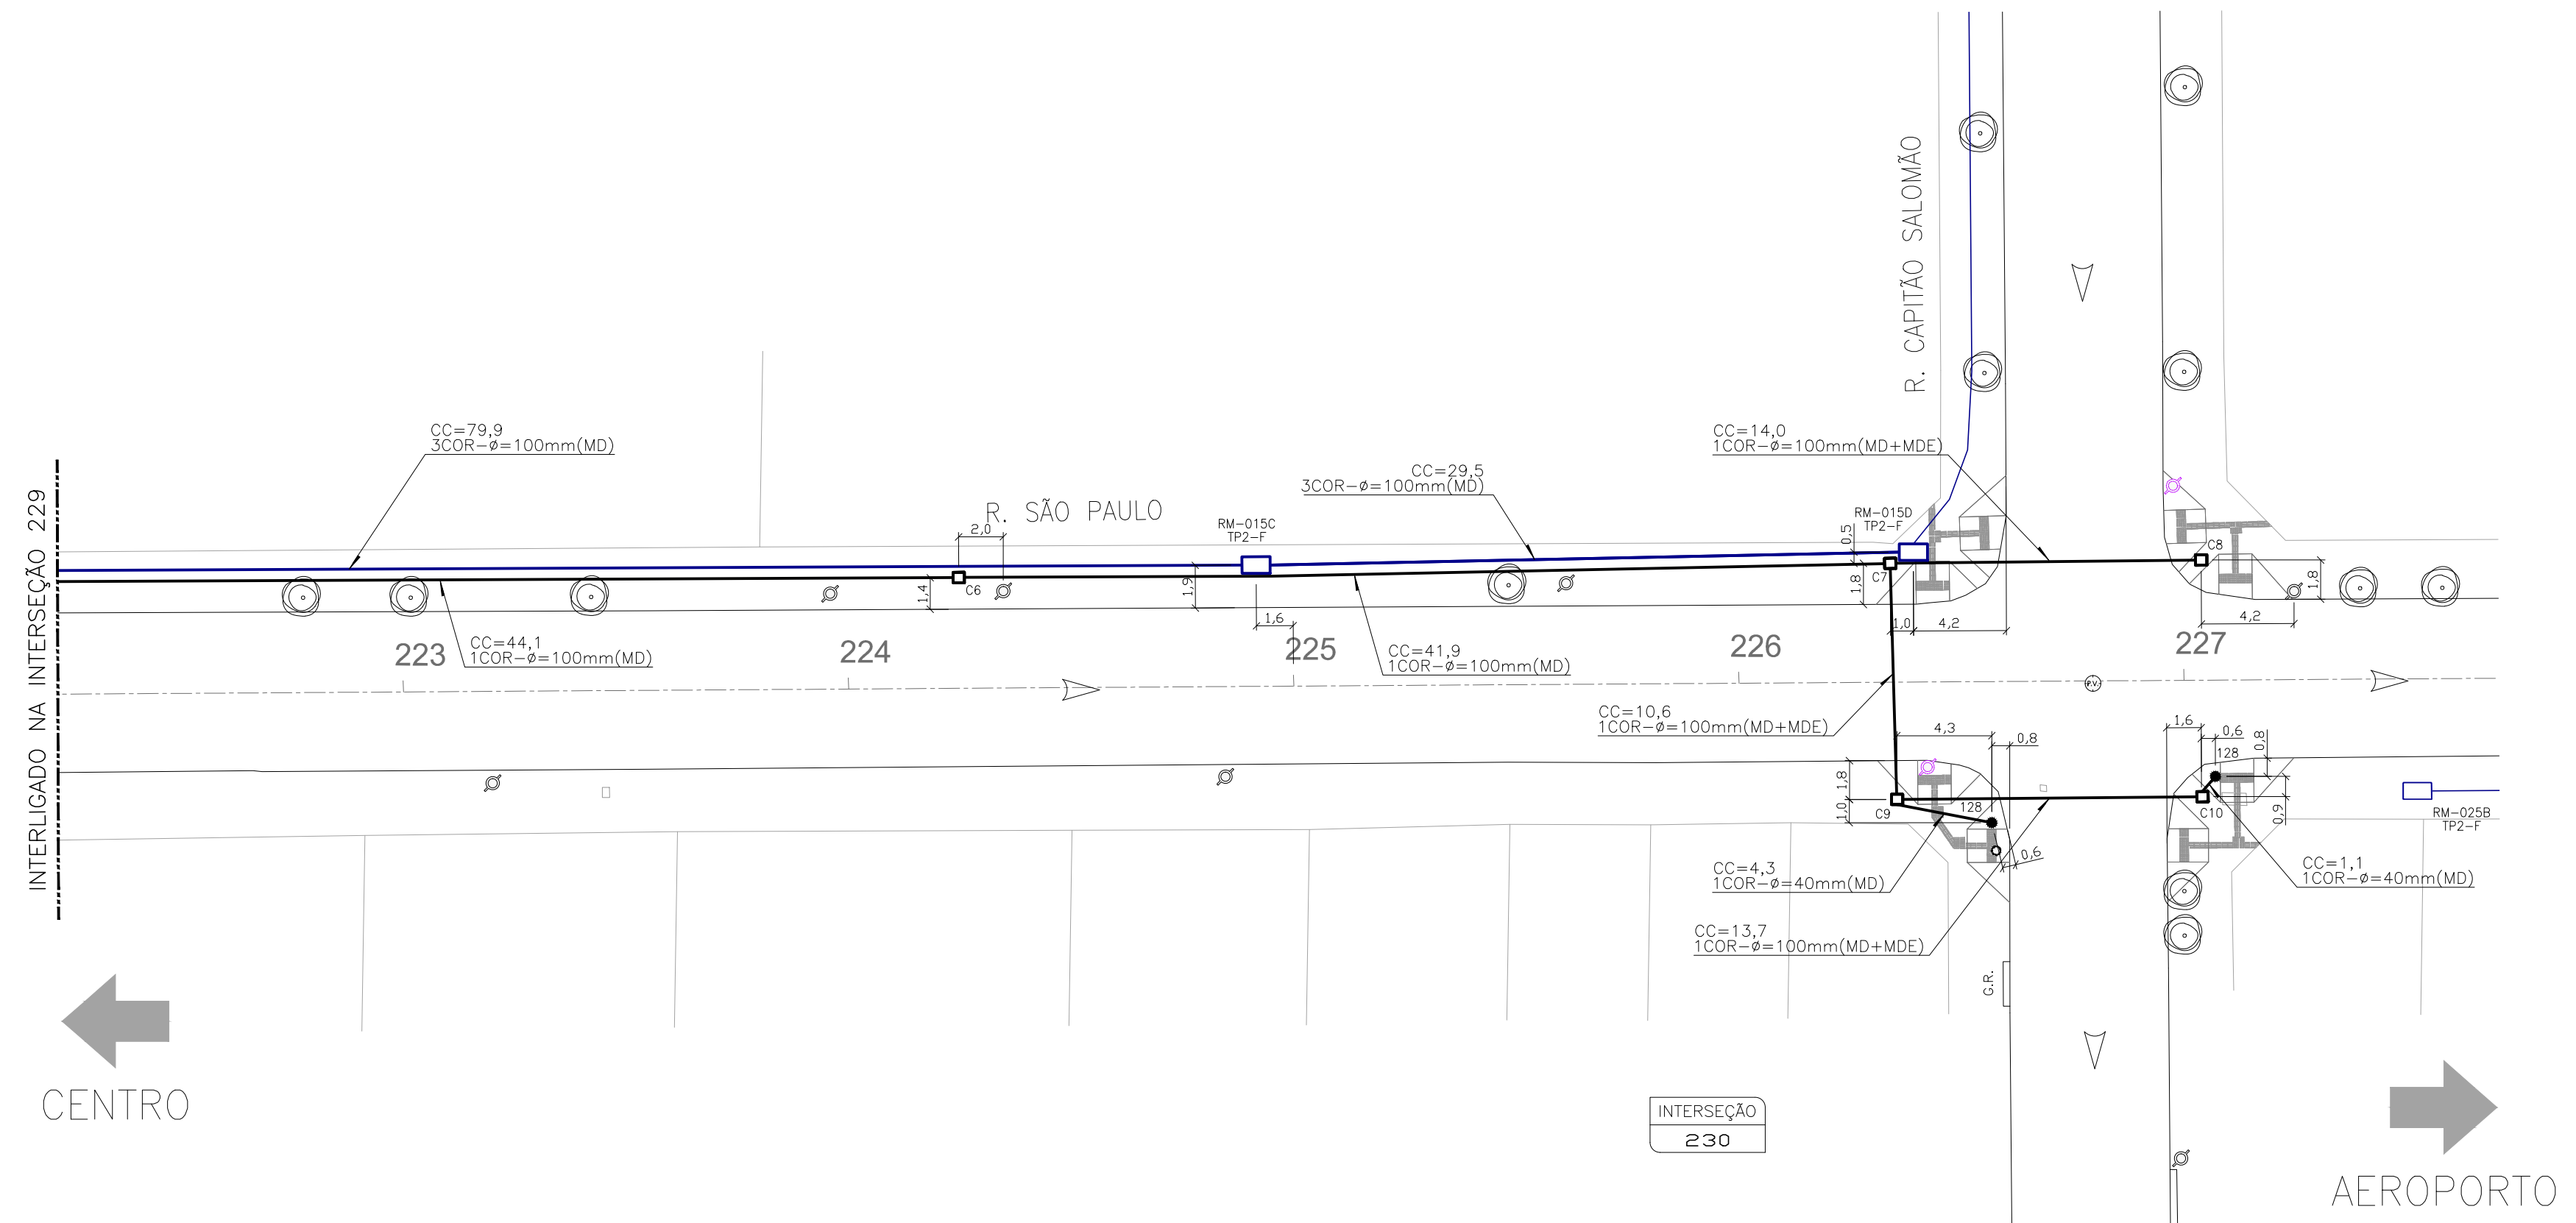 INTERLIGADO NA INTERSEÇÃO 229
CC=79,9
3COR-ø=100mm(MD)
R. SÃO PAULO
2,0
CC=29,5
3COR-ø=100mm(MD)
RM-015C
TP2-F
R. CAPITÃO SALOMÃO
CC=14,0
1COR-ø=100mm(MD+MDE)
RM-015D
TP2-F
0,5
C8
C7
C6
1,4
1,9
1,8
1,8
1,6
1,0
4,2
4,2
CC=44,1
1COR-ø=100mm(MD)
CC=41,9
1COR-ø=100mm(MD)
223
224
225
226
227
P.V.
CC=10,6
1COR-ø=100mm(MD+MDE)
4,3
0,8
1,6
0,6
0,8
128
1,8
1,0
C9
128
C10
0,9
0,6
RM-025B
TP2-F
CC=4,3
1COR-ø=40mm(MD)
CC=1,1
1COR-ø=40mm(MD)
CC=13,7
1COR-ø=100mm(MD+MDE)
G.R.
CENTRO
INTERSEÇÃO
230
AEROPORTO